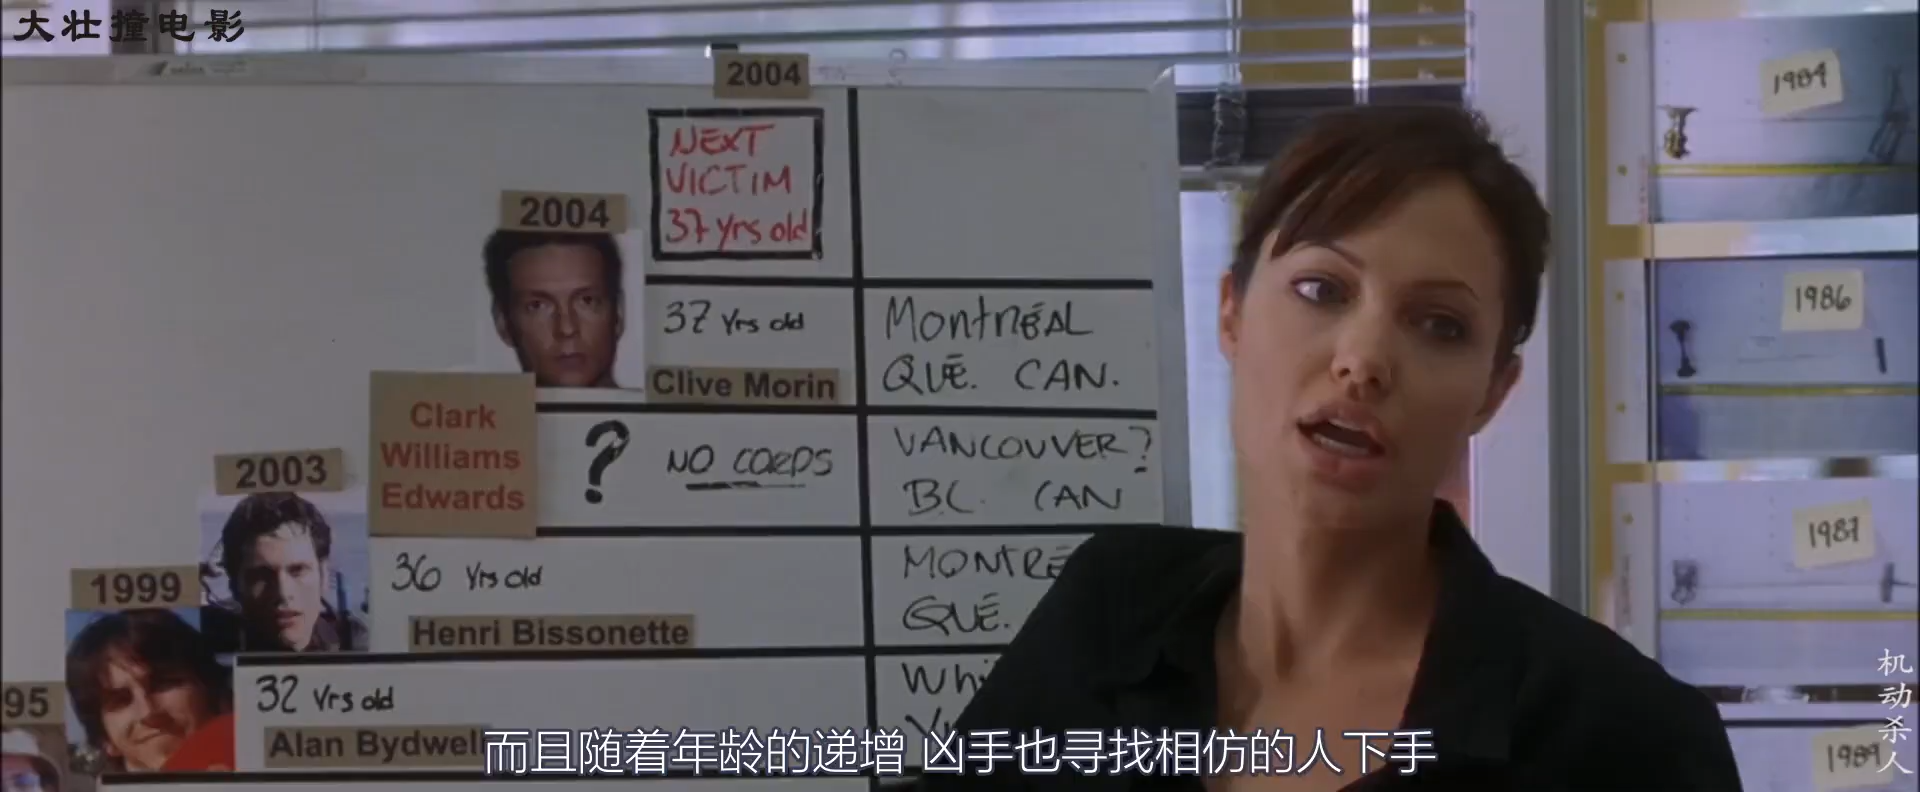 大壮撞电影
2004
1984
NEXT
VICTIM
37 yrs old
2004
1986
37 Yrs old
Clive Morin
MONTRÉAL
QUÉ. CAN.
Clark
Williams
Edwards
?
NO CORPS
VANCOUVER?
B.C. CAN
2003
1987
36 Yrs old
Henri Bissonette
MONTRÉ
QUÉ.
1999
32 Yrs old
Alan Bydwell
Whi
Y
95
1989
机动杀人
而且随着年龄的递增 凶手也寻找相仿的人下手